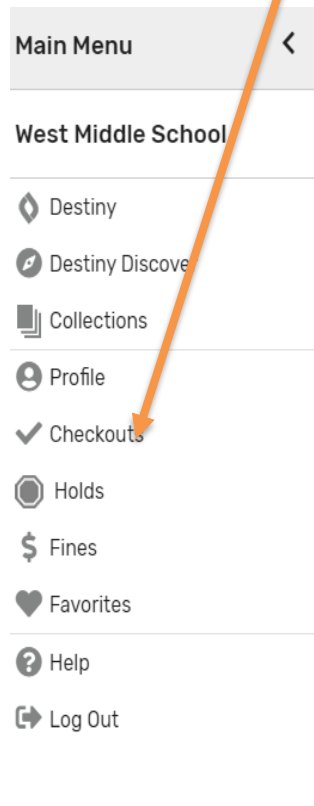 Main Menu
West Middle School
Destiny
Destiny Discover
Collections
Profile
Checkouts
Holds
Fines
Favorites
Help
Log Out